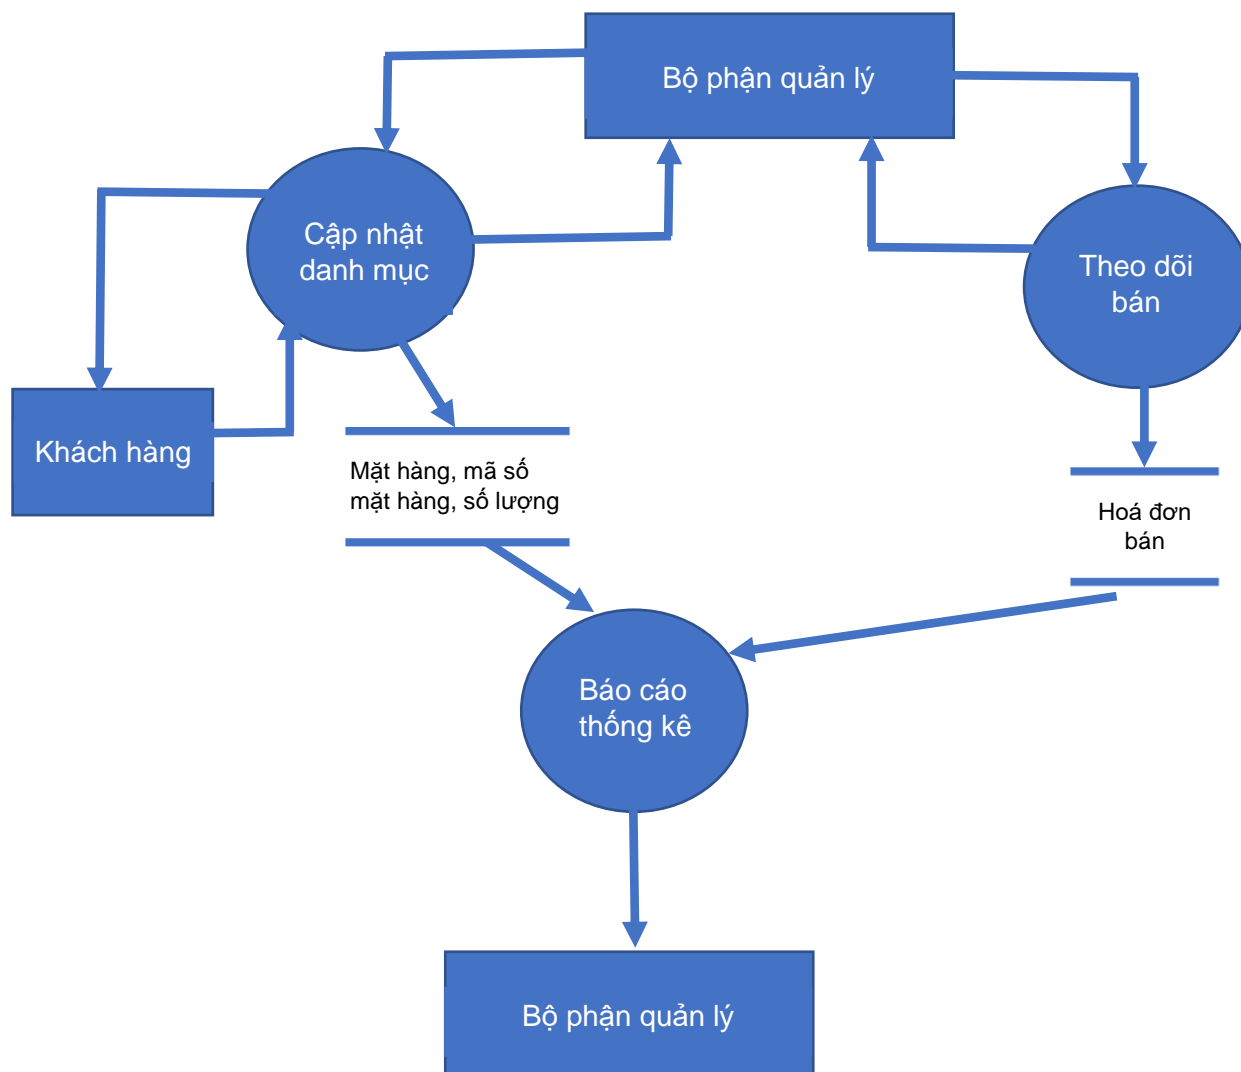 Bộ phận quản lý
Cập nhật
danh mục
Theo dõi
bán
Khách hàng
Mặt hàng, mã số
mặt hàng, số lượng
Hoá đơn
bán
Báo cáo
thống kê
Bộ phận quản lý